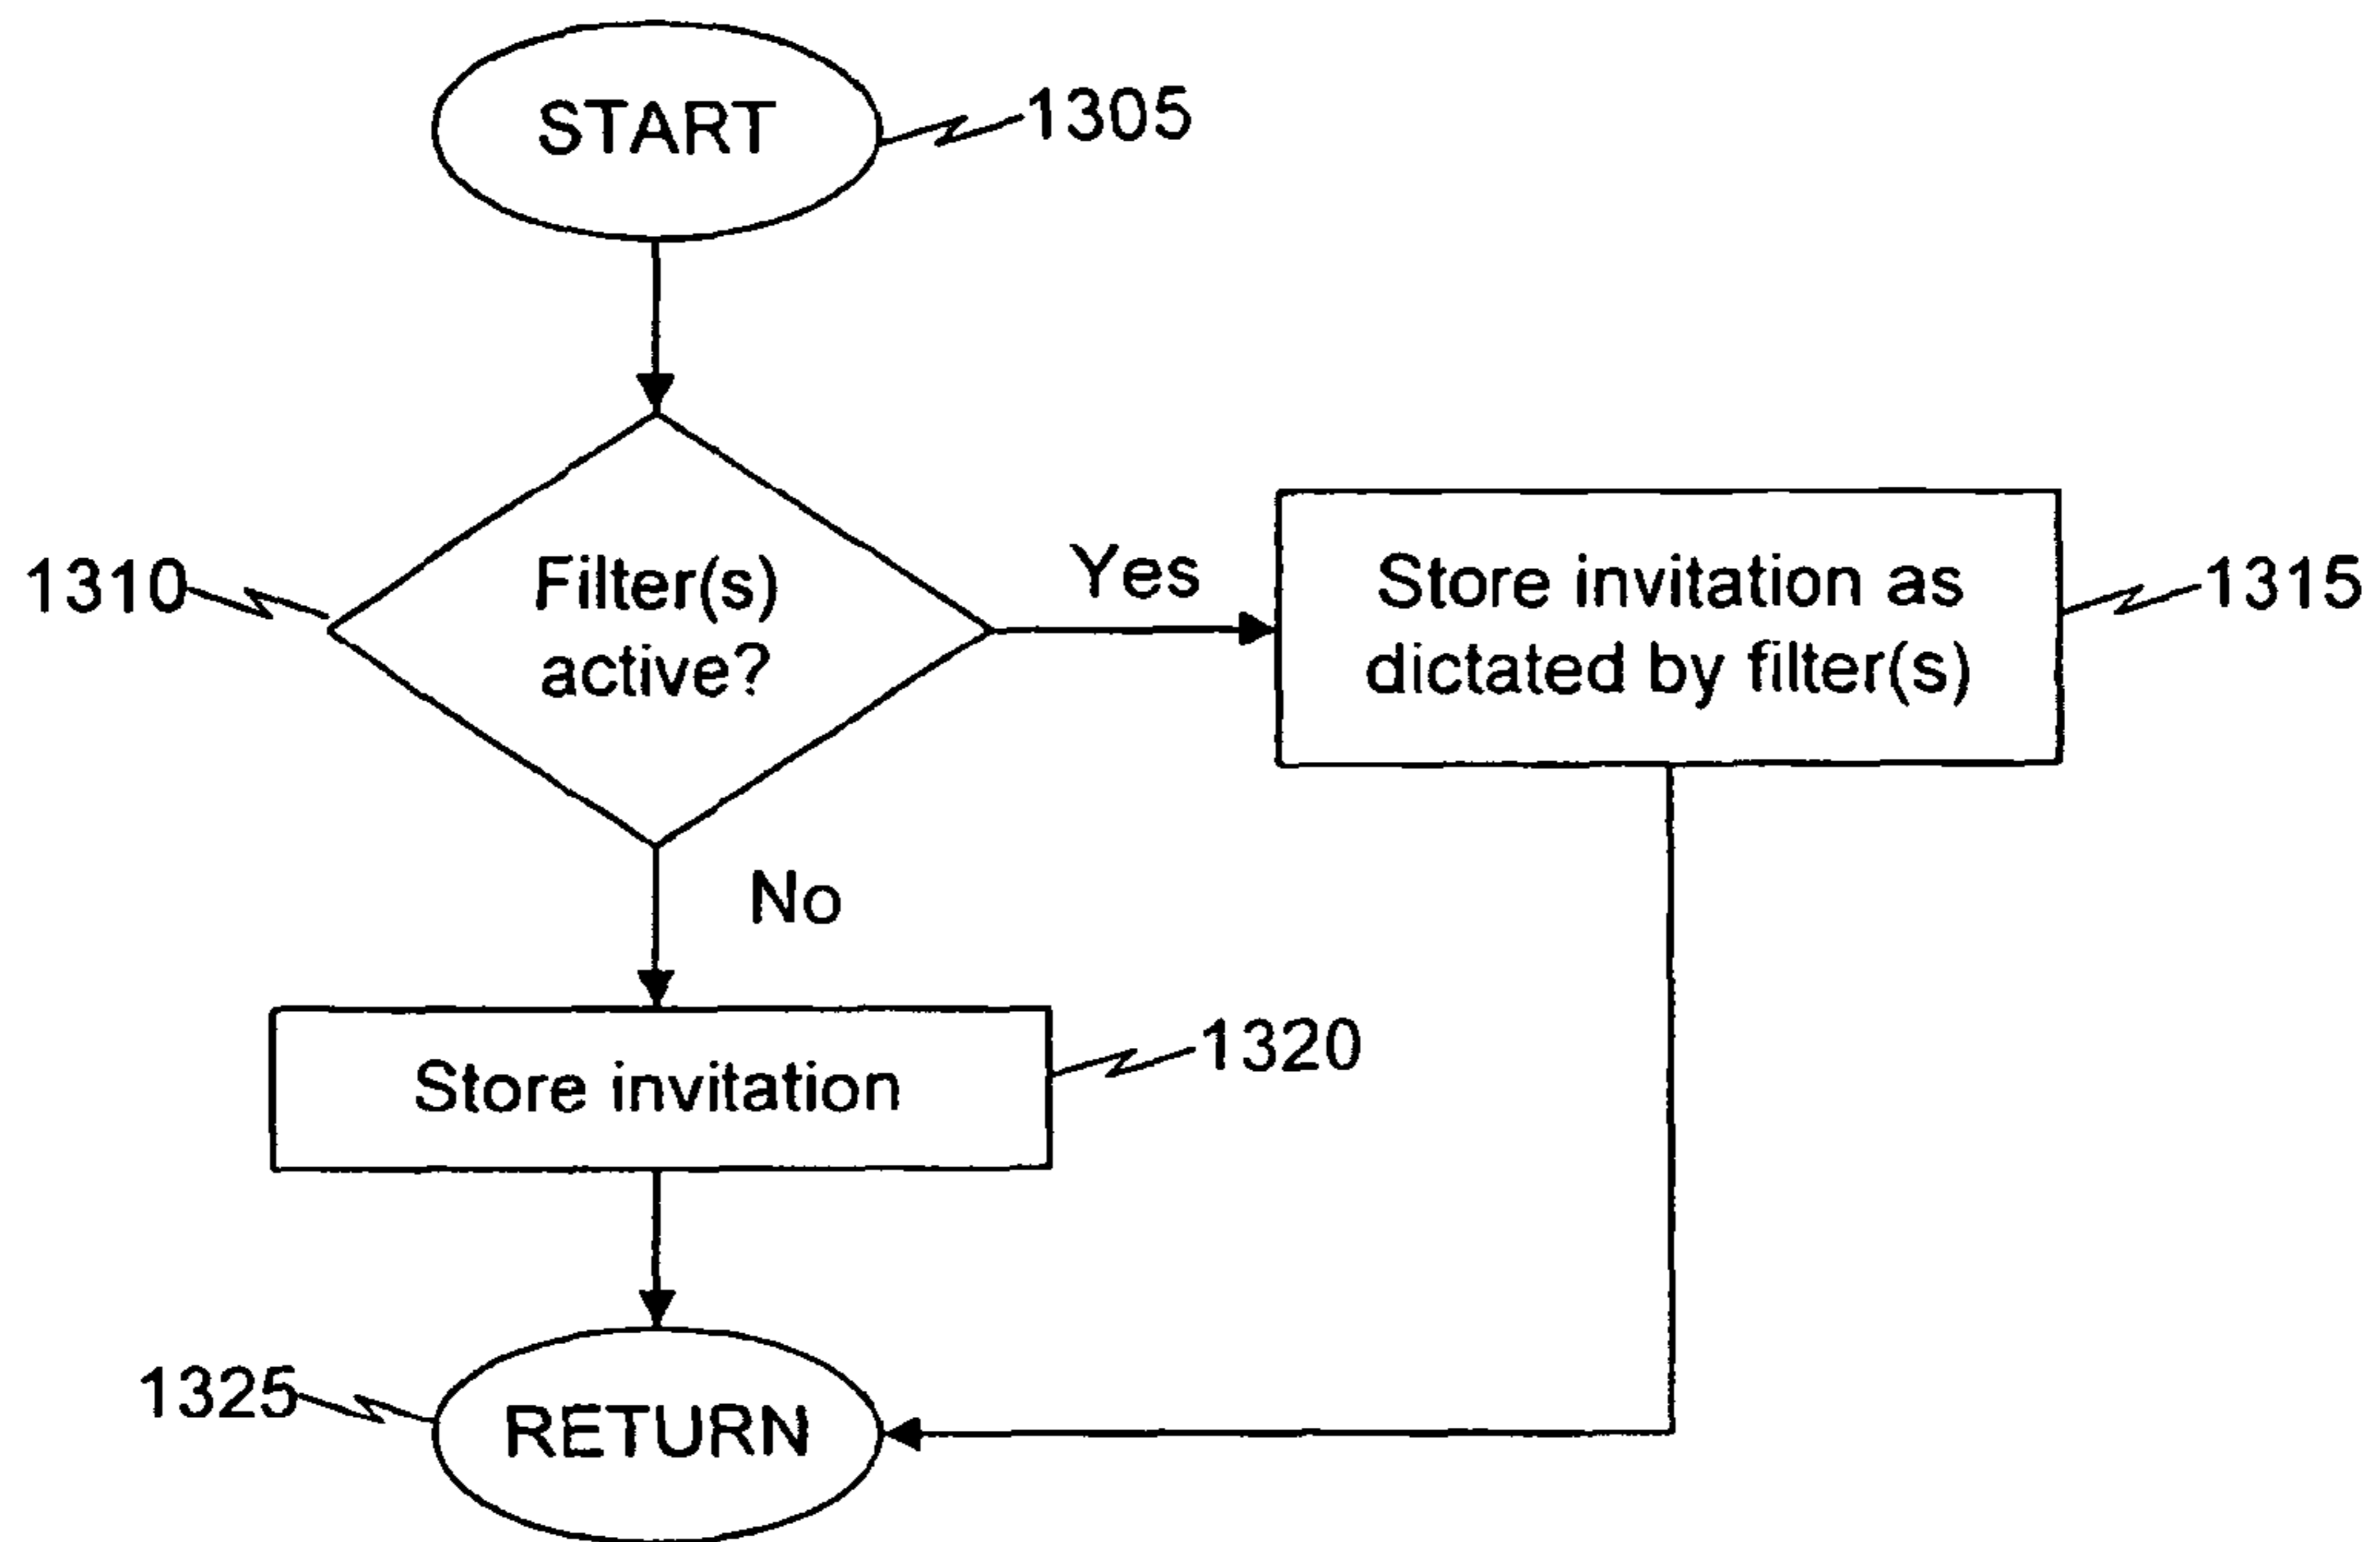 START
1305
1310
Filter(s)
active?
Yes
Store invitation as
dictated by filter(s)
1315
No
Store invitation
1320
1325
RETURN